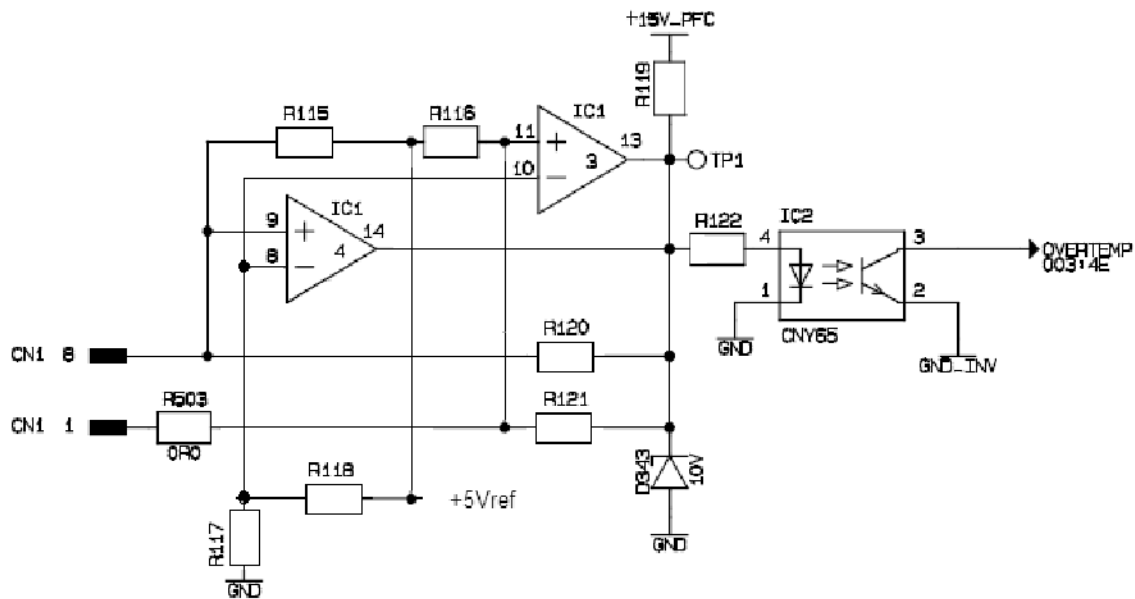 +15V_PFC
R119
R115
R116
IC1
11
+
13
3
10
−
TP1
IC1
9
+
14
4
8
−
R122
IC2
4
3
OVERTEMP
00314E
1
2
GND
CNY65
GND_INV
CN1 8
R120
R503
R121
CN1 1
0R0
D343
10V
R118
+5Vref
R117
GND
GND